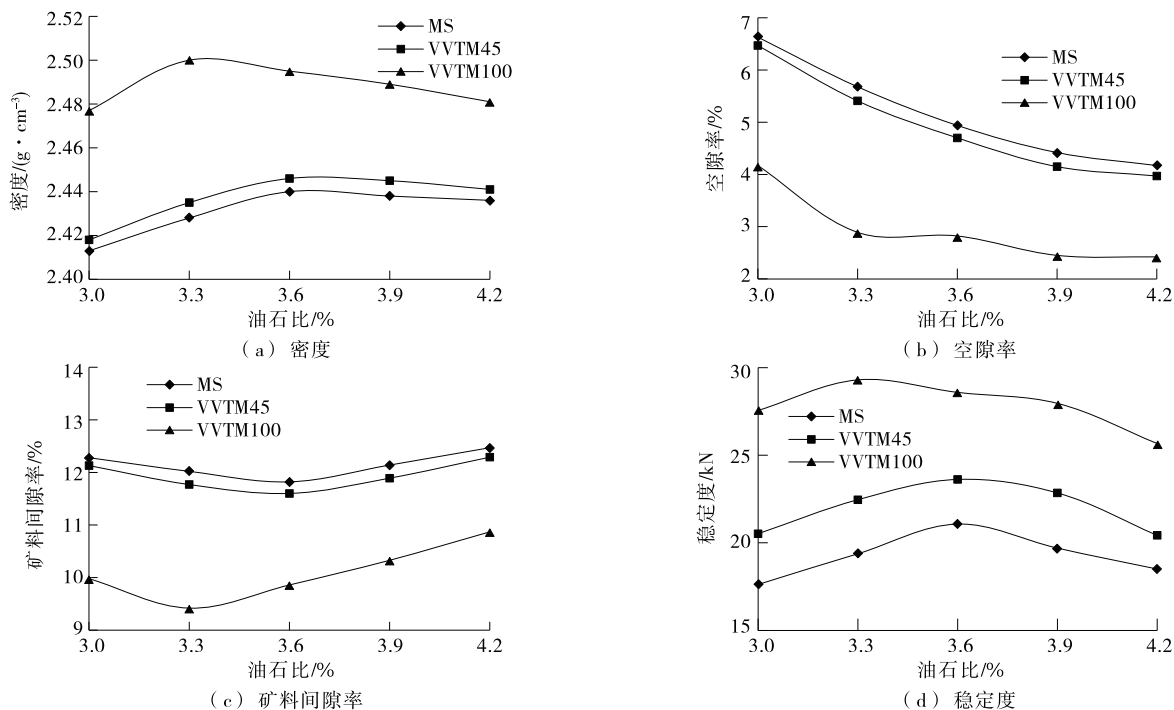 2.52
2.50
2.48
2.46
2.44
2.42
2.40
密度/(g·cm⁻³)
MS
VVTM45
VVTM100
3.0 3.3 3.6 3.9 4.2
油石比/%
（a）密度
7
6
5
4
3
2
空隙率/%
MS
VVTM45
VVTM100
3.0 3.3 3.6 3.9 4.2
油石比/%
（b）空隙率
14
13
12
11
10
9
矿料间隙率/%
MS
VVTM45
VVTM100
3.0 3.3 3.6 3.9 4.2
油石比/%
（c）矿料间隙率
30
25
20
15
稳定度/kN
MS
VVTM45
VVTM100
3.0 3.3 3.6 3.9 4.2
油石比/%
（d）稳定度